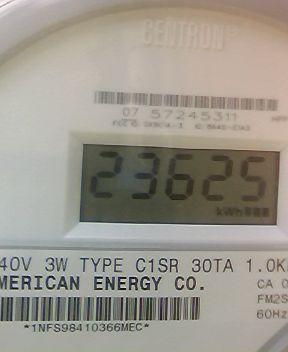 CENTRON®
07 57245311
23625
kWh
40V 3W TYPE C1SR 30TA 1.0K
MERICAN ENERGY CO.
CA 0
FM2S
60Hz
*1NFS98410366MEC*